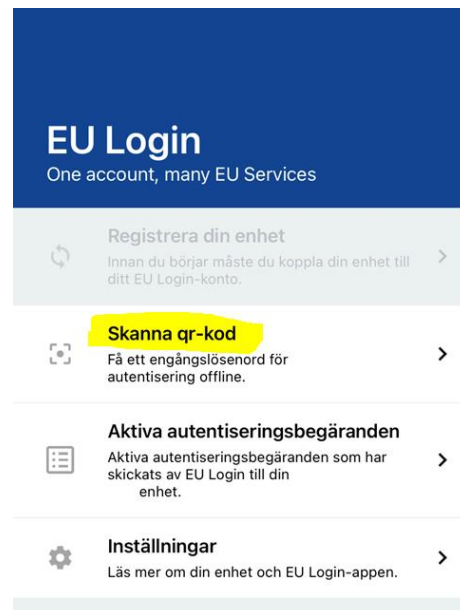 EU Login
One account, many EU Services
Registrera din enhet
Innan du börjar måste du koppla din enhet till
ditt EU Login-konto.
Skanna qr-kod
Få ett engångslösenord för
autentisering offline.
Aktiva autentiseringsbegäranden
Aktiva autentiseringsbegäranden som har
skickats av EU Login till din
enhet.
Inställningar
Läs mer om din enhet och EU Login-appen.